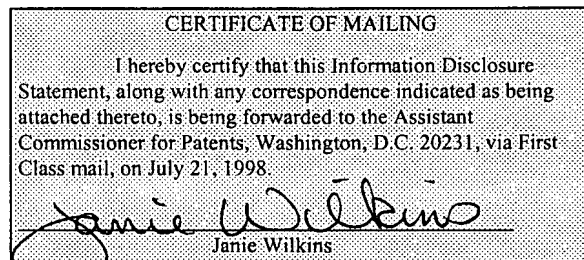 CERTIFICATE OF MAILING
I hereby certify that this Information Disclosure
Statement, along with any correspondence indicated as being
attached thereto, is being forwarded to the Assistant
Commissioner for Patents, Washington, D.C. 20231, via First
Class mail, on July 21, 1998.
Janie Wilkins
Janie Wilkins